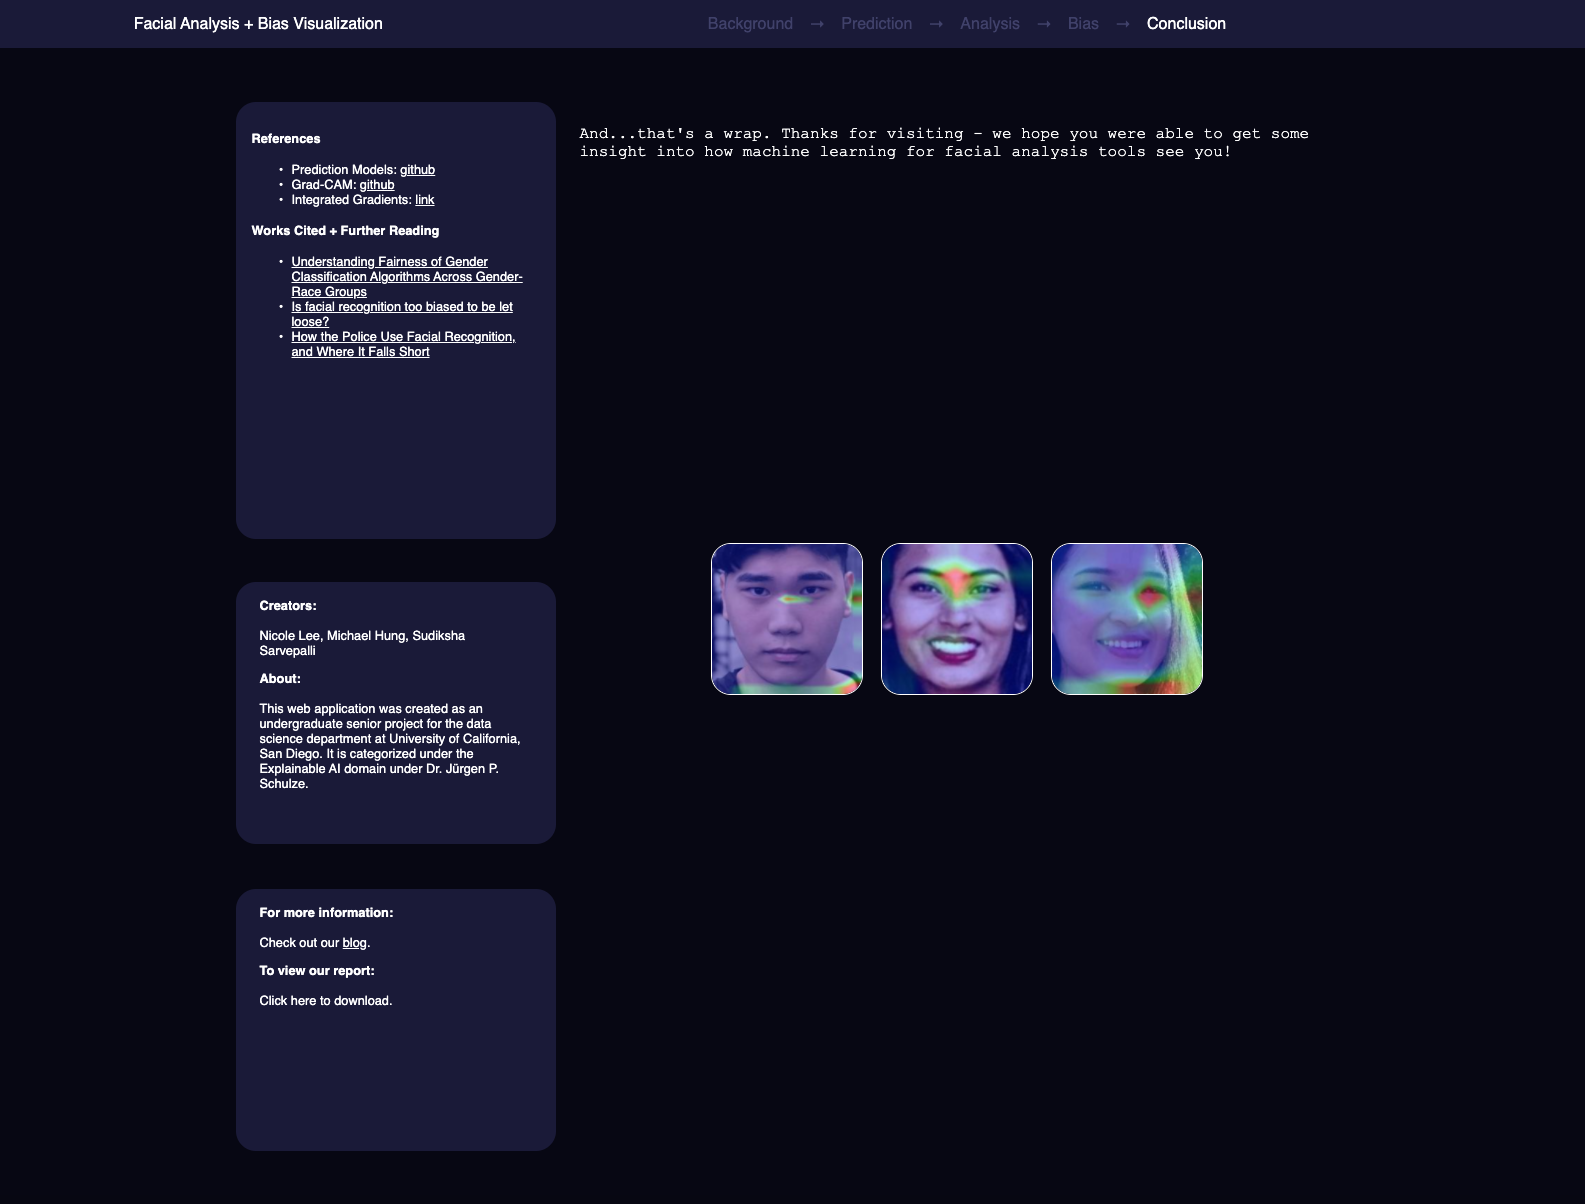 Facial Analysis + Bias Visualization
Background → Prediction → Analysis → Bias → Conclusion
References
• Prediction Models: github
• Grad-CAM: github
• Integrated Gradients: link
Works Cited + Further Reading
• Understanding Fairness of Gender
Classification Algorithms Across Gender-
Race Groups
• Is facial recognition too biased to be let
loose?
• How the Police Use Facial Recognition,
and Where It Falls Short
And...that's a wrap. Thanks for visiting - we hope you were able to get some
insight into how machine learning for facial analysis tools see you!
Creators:
Nicole Lee, Michael Hung, Sudiksha
Sarvepalli
About:
This web application was created as an
undergraduate senior project for the data
science department at University of California,
San Diego. It is categorized under the
Explainable AI domain under Dr. Jürgen P.
Schulze.
For more information:
Check out our blog.
To view our report:
Click here to download.